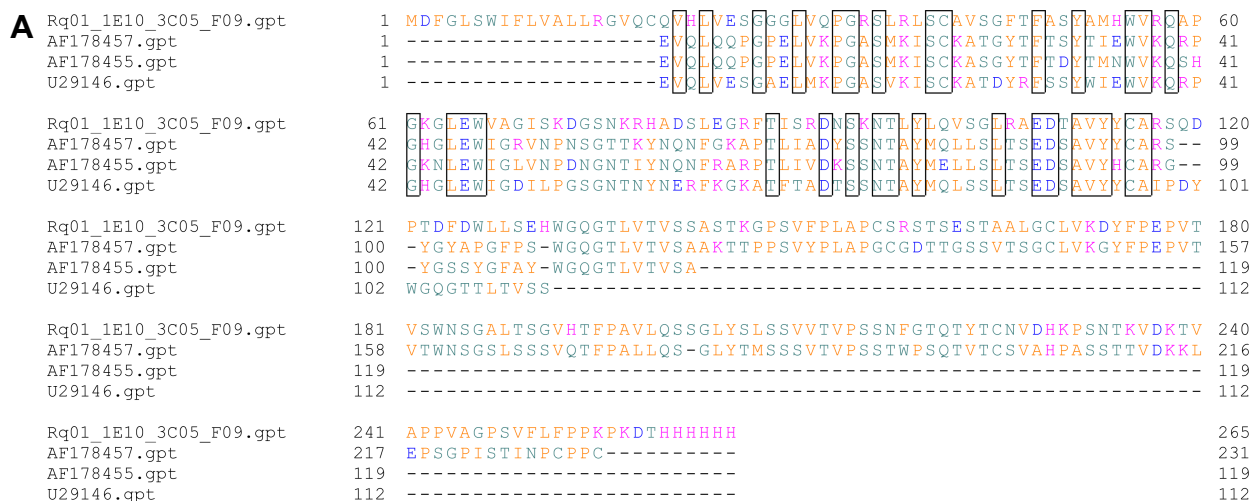 A
Rq01_1E10_3C05_F09.gpt 1 MDFGLSWIFLVALLRGVQCQVHLVESGGGLVQPGRSLRLSCAVSGFTFASYAMHWVRQAP 60
AF178457.gpt 1 -------------------EVQLQQPGPELVKPGASMKISCKATGYTFTSYTIEWVKQRP 41
AF178455.gpt 1 -------------------EVQLQQPGPELVKPGASMKISCKASGYTFTDYTMNWVKQSH 41
U29146.gpt 1 -------------------EVQLVESGAELMKPGASVKISCKATDYRFSSYWIEWVKQRP 41
Rq01_1E10_3C05_F09.gpt 61 GKGLEWVAGISKDGSNKRHADSLEGRFTISRDNSKNTLYLQVSGLRAEDTAVYYCARSQD 120
AF178457.gpt 42 GHGLEWIGRVNPNSGTTKYNQNFGKAPTLIADYSSNTAYMQLLSLTSEDSAVYYCARS-- 99
AF178455.gpt 42 GKNLEWIGLVNPDNGNTIYNQNFRARPTLIVDKSSNTAYMELLSLTSEDSAVYHCARG-- 99
U29146.gpt 42 GHGLEWIGDILPGSGNTNYNERFKGKATFTADTSSNTAYMQLSSLTSEDSAVYYCAIPDY 101
Rq01_1E10_3C05_F09.gpt 121 PTDFDWLLSEHWGQGTLVTVSSASTKGPSVFPLAPCSRSTSESTAALGCLVKDYFPEPVT 180
AF178457.gpt 100 -YGYAPGFPS-WGQGTLVTVSAAKTTPPSVYPLAPGCGDTTGSSVTSGCLVKGYFPEPVT 157
AF178455.gpt 100 -YGSSYGFAY-WGQGTLVTVSA-------------------------------------- 119
U29146.gpt 102 WGQGTTLTVSS------------------------------------------------- 112
Rq01_1E10_3C05_F09.gpt 181 VSWNSGALTSGVHTFPAVLQSSGLYSLSSVVTVPSSNFGTQTYTCNVDHKPSNTKVDKTV 240
AF178457.gpt 158 VTWNSGSLSSSVQTFPALLQS-GLYTMSSSVTVPSSTWPSQTVTCSVAHPASSTTVDKKL 216
AF178455.gpt 119 ------------------------------------------------------------ 119
U29146.gpt 112 ------------------------------------------------------------ 112
Rq01_1E10_3C05_F09.gpt 241 APPVAGPSVFLFPPKPKDTHHHHHH 265
AF178457.gpt 217 EPSGPISTINPCPPC---------- 231
AF178455.gpt 119 ------------------------- 119
U29146.gpt 112 ------------------------- 112